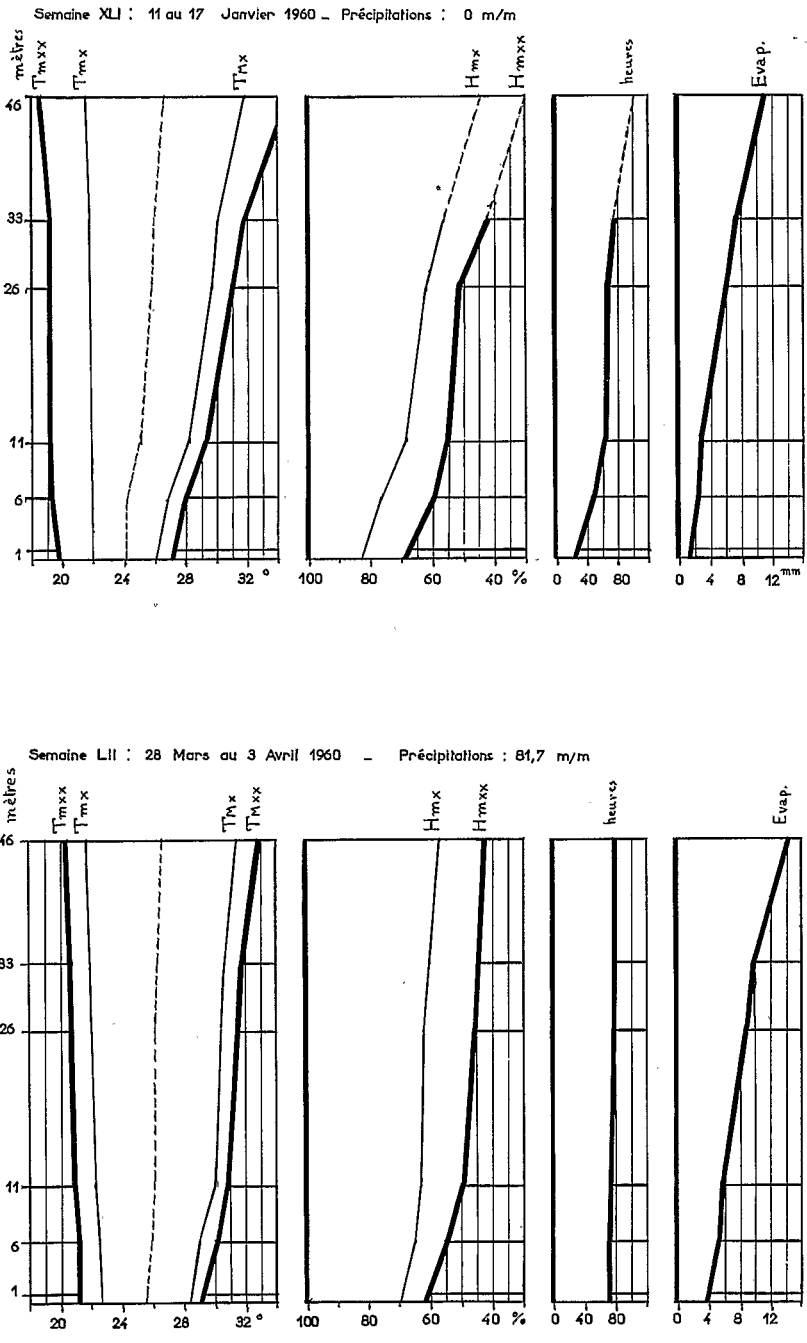 Semaine XLI : 11 au 17 Janvier 1960 _ Précipitations : 0 m/m
mètres
Tmxx
Tmx
TMx
Hmx
Hmxx
heures
Evap.
46
33
26
11
6
1
20 24 28 32 °
100 80 60 40 %
0 40 80
0 4 8 12 mm
Semaine LII : 28 Mars au 3 Avril 1960 _ Précipitations : 81,7 m/m
mètres
Tmxx
Tmx
TMx
TMxx
Hmx
Hmxx
heures
Evap.
46
33
26
11
6
1
20 24 28 32 °
100 80 60 40 %
0 40 80
0 4 8 12